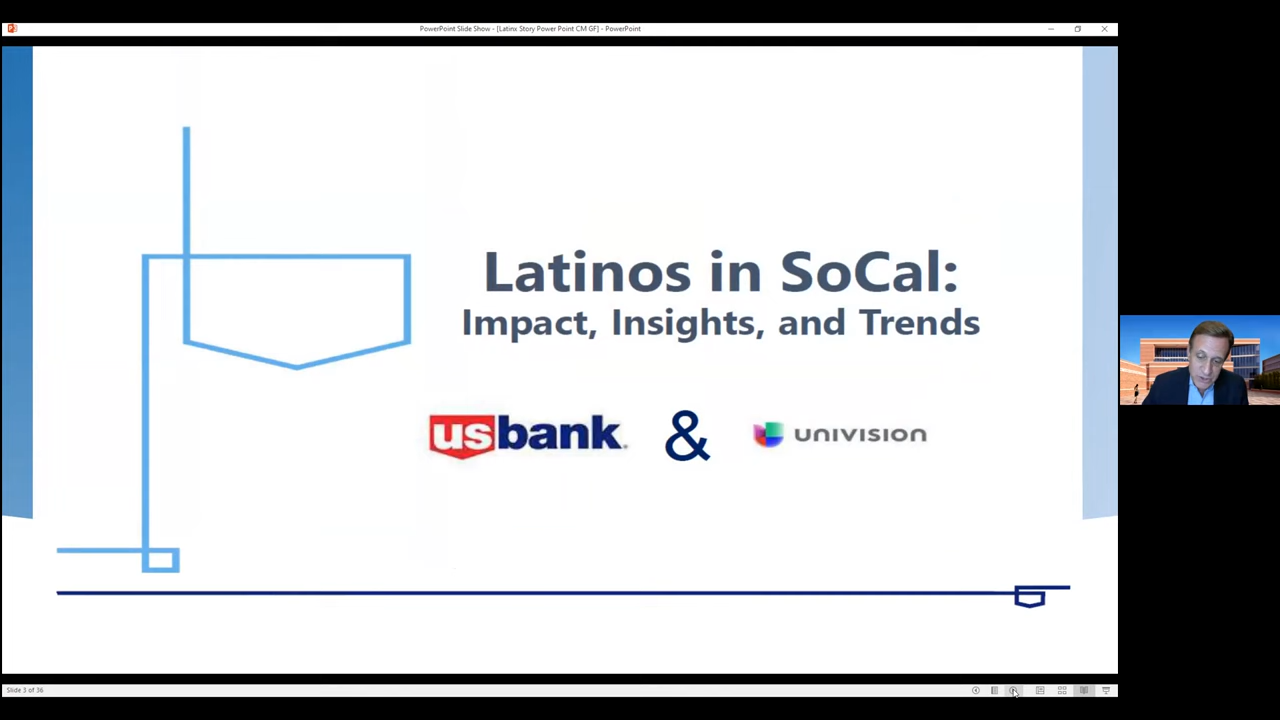 PowerPoint Slide Show - [Latinx Story Power Point CM GF] - PowerPoint
Latinos in SoCal:
Impact, Insights, and Trends
usbank & UNIVISION
Slide 3 of 36